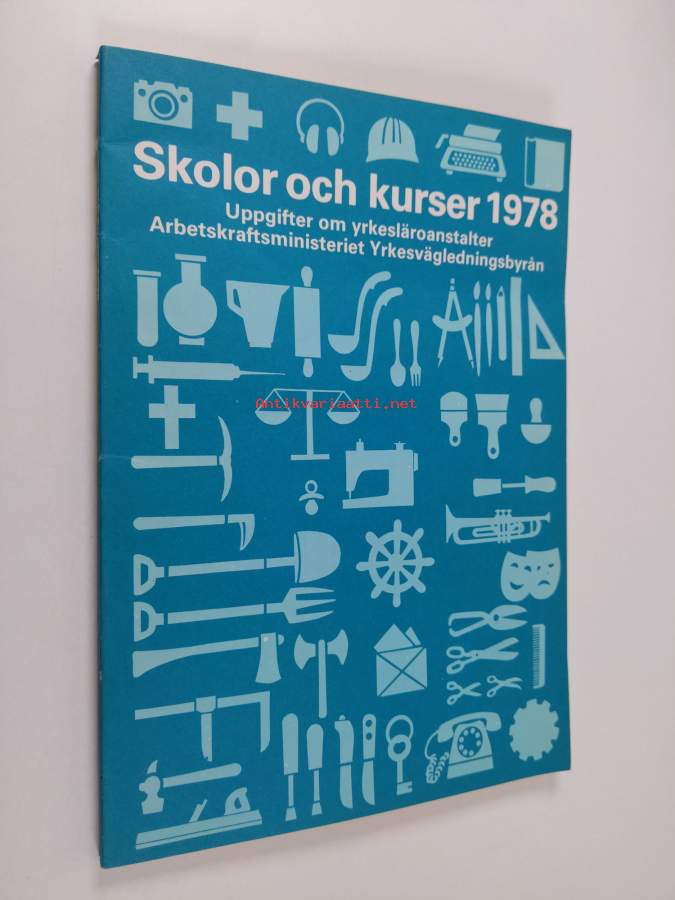 Skolor och kurser 1978
Uppgifter om yrkesläroanstalter
Arbetskraftsministeriet Yrkesvägledningsbyrån
Antikvariaatti.net